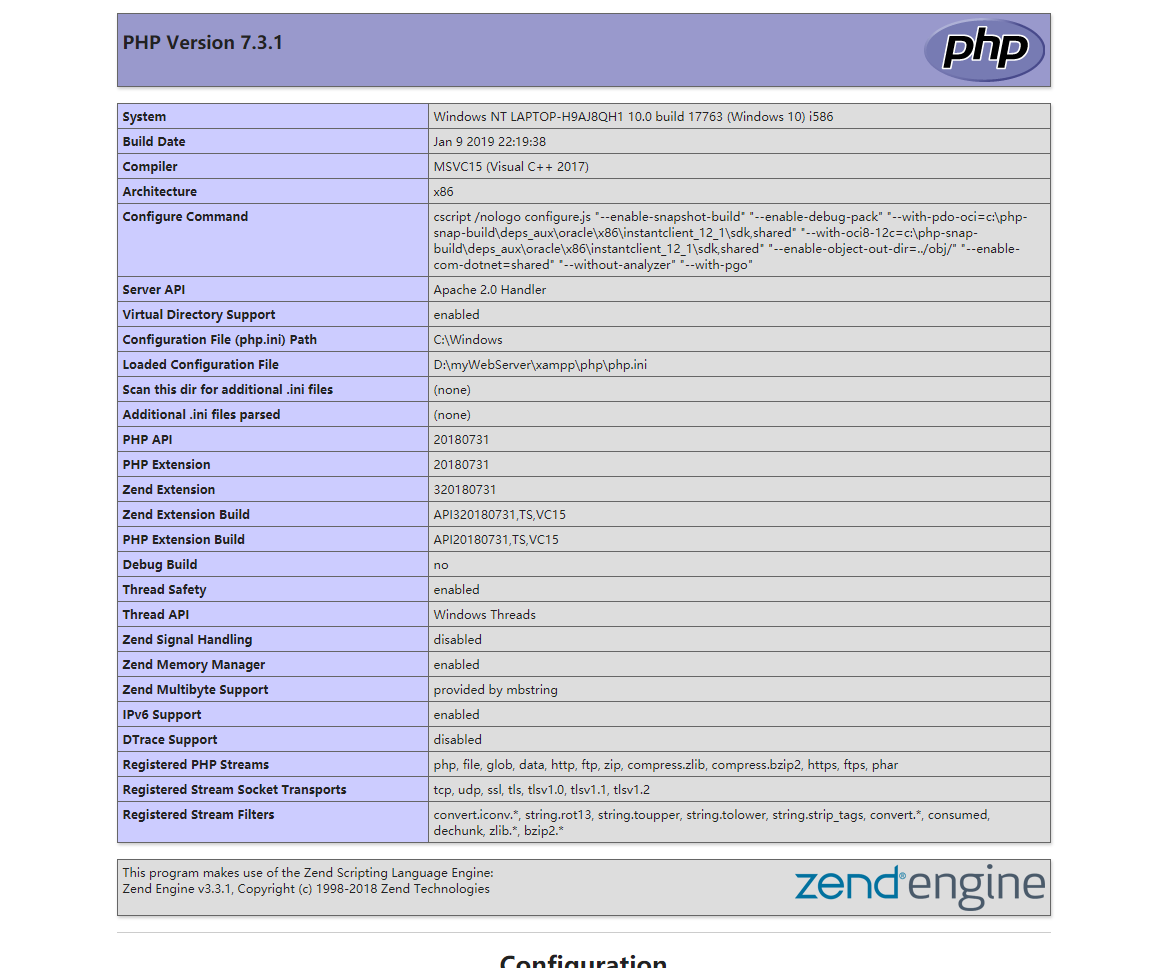 PHP Version 7.3.1
php
System Windows NT LAPTOP-H9AJ8QH1 10.0 build 17763 (Windows 10) i586
Build Date Jan 9 2019 22:19:38
Compiler MSVC15 (Visual C++ 2017)
Architecture x86
Configure Command cscript /nologo configure.js "--enable-snapshot-build" "--enable-debug-pack" "--with-pdo-oci=c:\php-
snap-build\deps_aux\oracle\x86\instantclient_12_1\sdk,shared" "--with-oci8-12c=c:\php-snap-
build\deps_aux\oracle\x86\instantclient_12_1\sdk,shared" "--enable-object-out-dir=../obj/" "--enable-
com-dotnet=shared" "--without-analyzer" "--with-pgo"
Server API Apache 2.0 Handler
Virtual Directory Support enabled
Configuration File (php.ini) Path C:\Windows
Loaded Configuration File D:\myWebServer\xampp\php\php.ini
Scan this dir for additional .ini files (none)
Additional .ini files parsed (none)
PHP API 20180731
PHP Extension 20180731
Zend Extension 320180731
Zend Extension Build API320180731,TS,VC15
PHP Extension Build API20180731,TS,VC15
Debug Build no
Thread Safety enabled
Thread API Windows Threads
Zend Signal Handling disabled
Zend Memory Manager enabled
Zend Multibyte Support provided by mbstring
IPv6 Support enabled
DTrace Support disabled
Registered PHP Streams php, file, glob, data, http, ftp, zip, compress.zlib, compress.bzip2, https, ftps, phar
Registered Stream Socket Transports tcp, udp, ssl, tls, tlsv1.0, tlsv1.1, tlsv1.2
Registered Stream Filters convert.iconv.*, string.rot13, string.toupper, string.tolower, string.strip_tags, convert.*, consumed,
dechunk, zlib.*, bzip2.*
This program makes use of the Zend Scripting Language Engine:
Zend Engine v3.3.1, Copyright (c) 1998-2018 Zend Technologies
zend® engine
Configuration